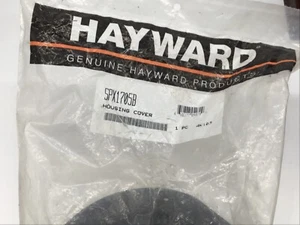 HAYWARD
GENUINE HAYWARD PRODUCTS
SPX1705B
HOUSING COVER
1 PC